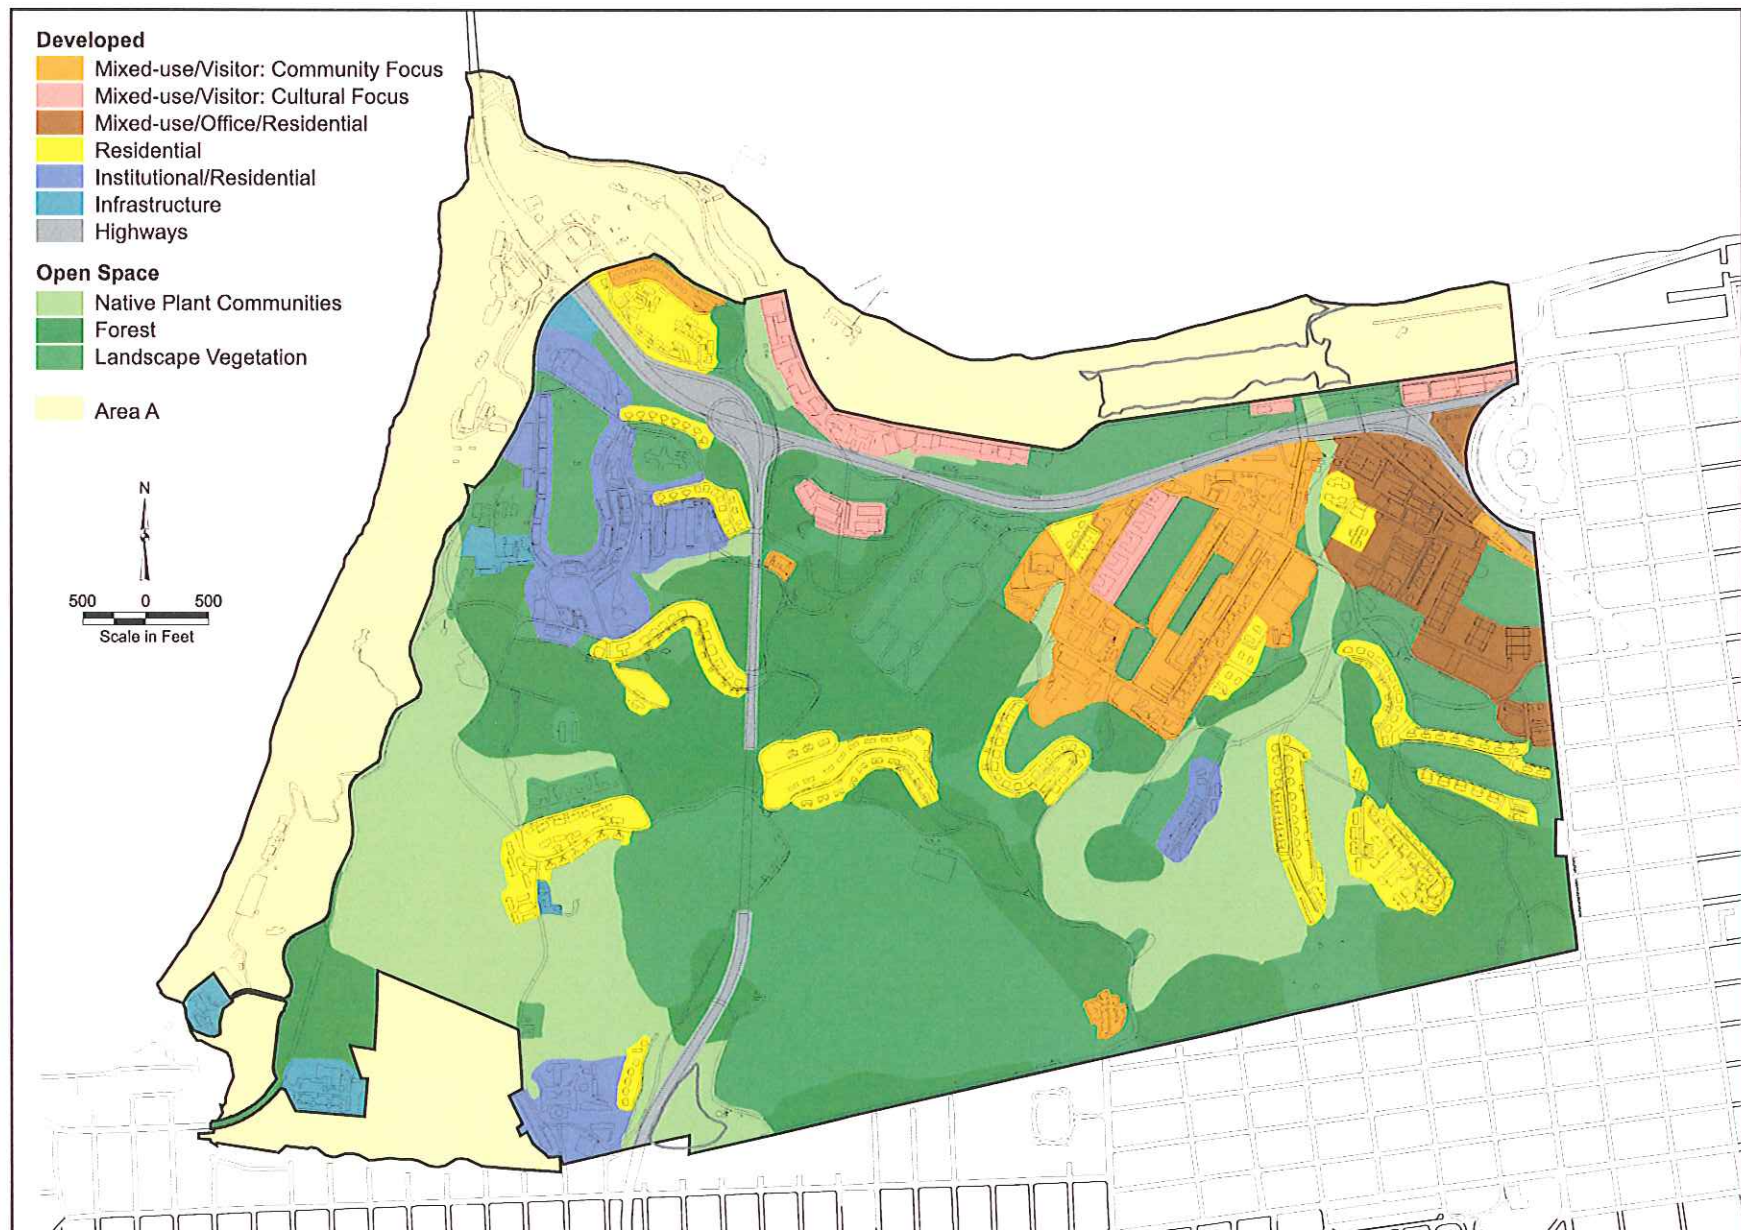 Developed
Mixed-use/Visitor: Community Focus
Mixed-use/Visitor: Cultural Focus
Mixed-use/Office/Residential
Residential
Institutional/Residential
Infrastructure
Highways
Open Space
Native Plant Communities
Forest
Landscape Vegetation
Area A
N
500 0 500
Scale in Feet